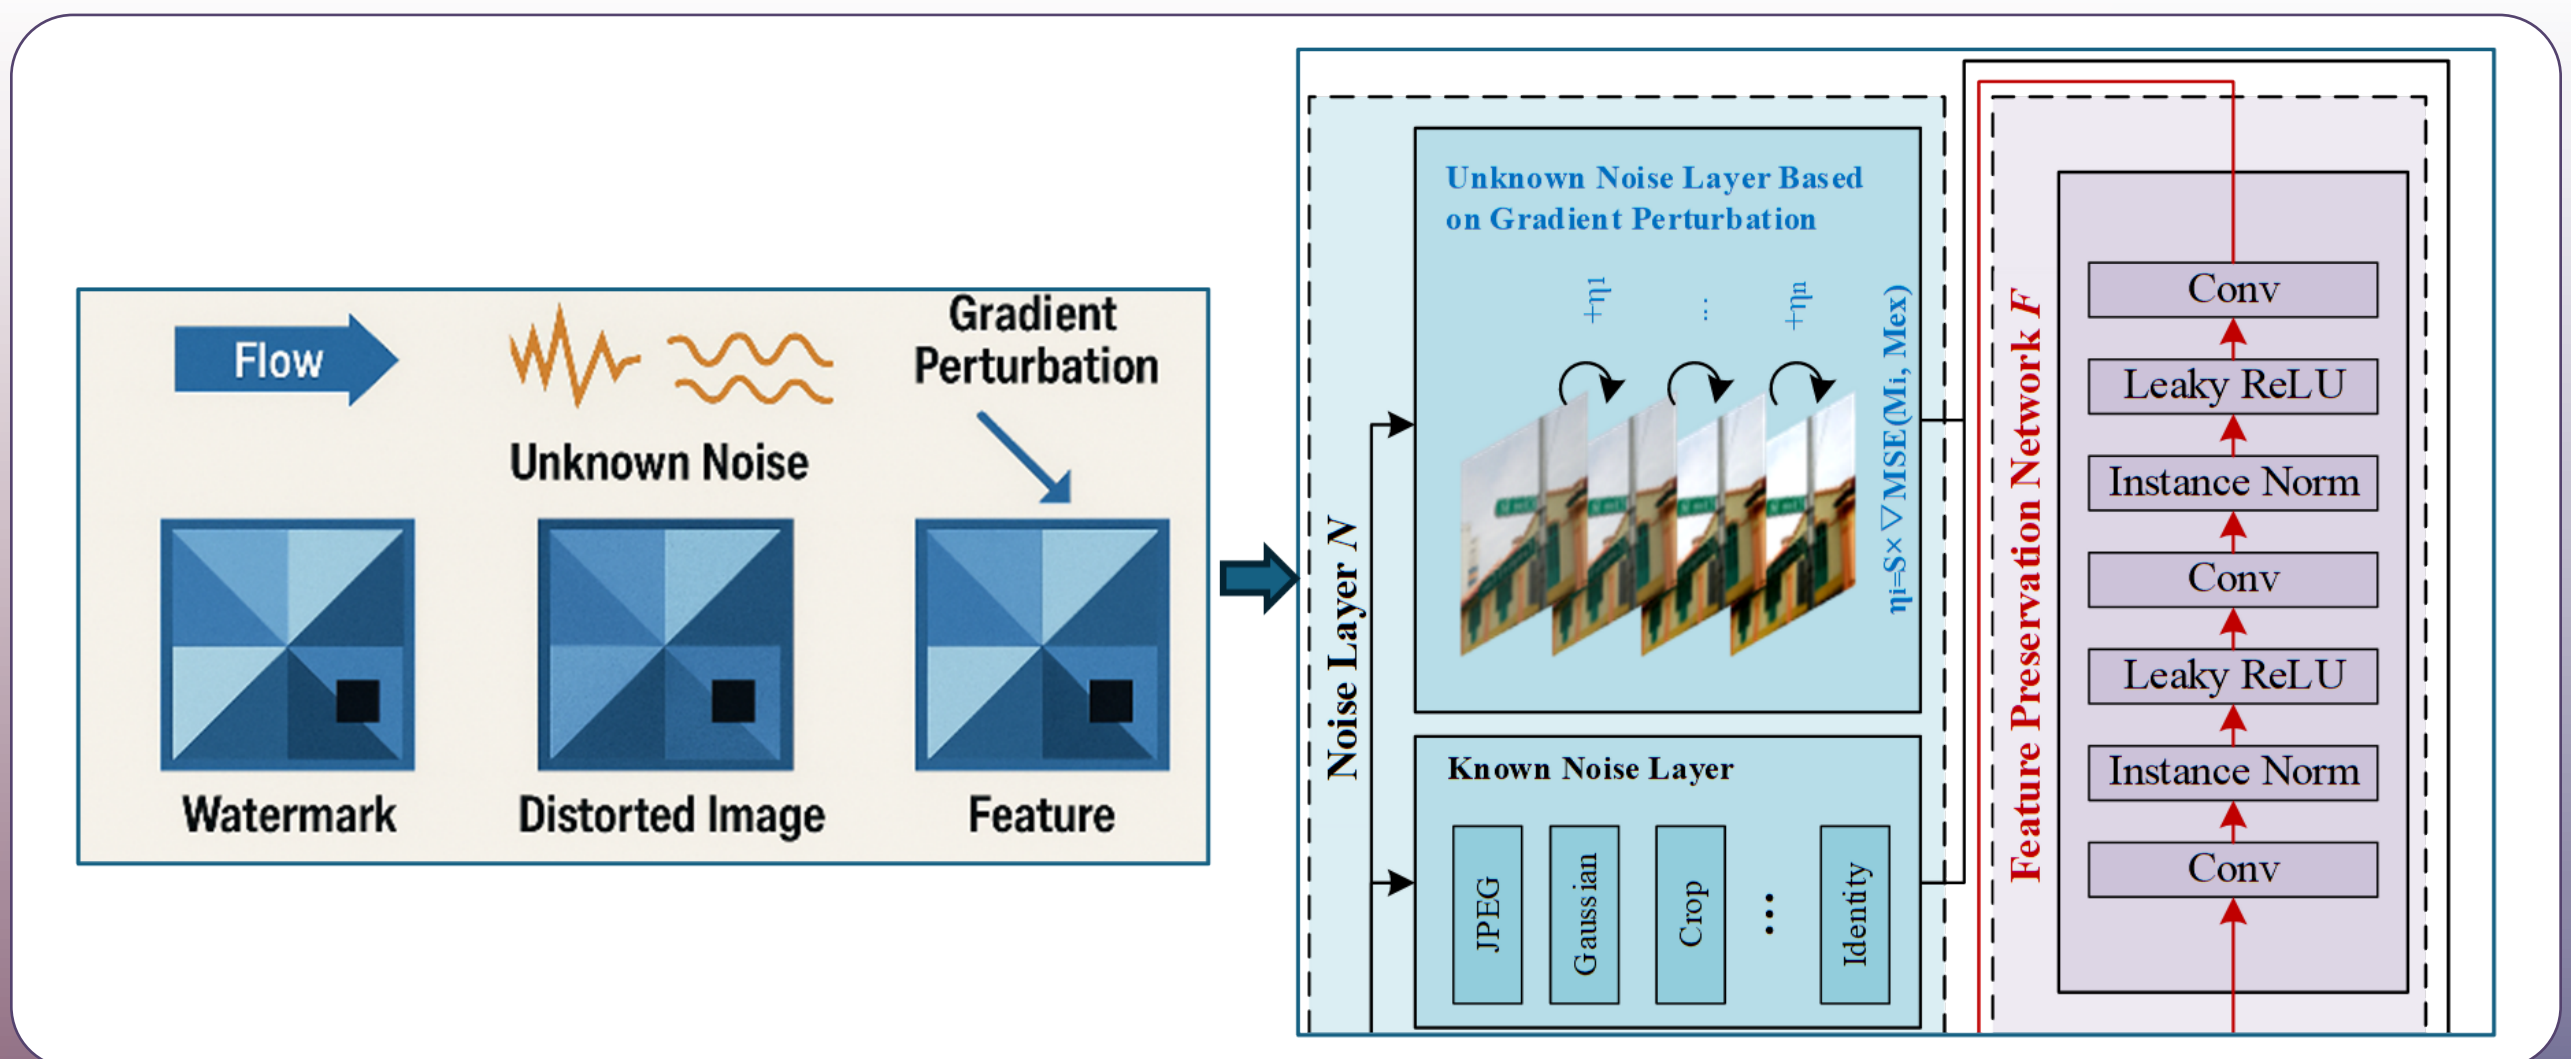 Flow
Unknown Noise
Gradient
Perturbation
Watermark
Distorted Image
Feature
Noise Layer N
Unknown Noise Layer Based
on Gradient Perturbation
+η1
...
+ηn
ηi=S×▽MSE(Mi, Mex)
Known Noise Layer
JPEG
Gaussian
Crop
...
Identity
Feature Preservation Network F
Conv
Leaky ReLU
Instance Norm
Conv
Leaky ReLU
Instance Norm
Conv